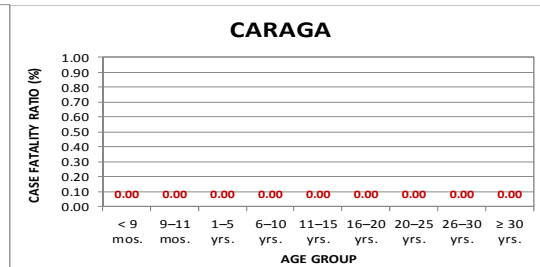 CARAGA
CASE FATALITY RATIO (%)
1.00
0.90
0.80
0.70
0.60
0.50
0.40
0.30
0.20
0.10
0.00
0.00 0.00 0.00 0.00 0.00 0.00 0.00 0.00 0.00
< 9 9–11 1–5 6–10 11–15 16–20 20–25 26–30 ≥ 30
mos. mos. yrs. yrs. yrs. yrs. yrs. yrs. yrs.
AGE GROUP